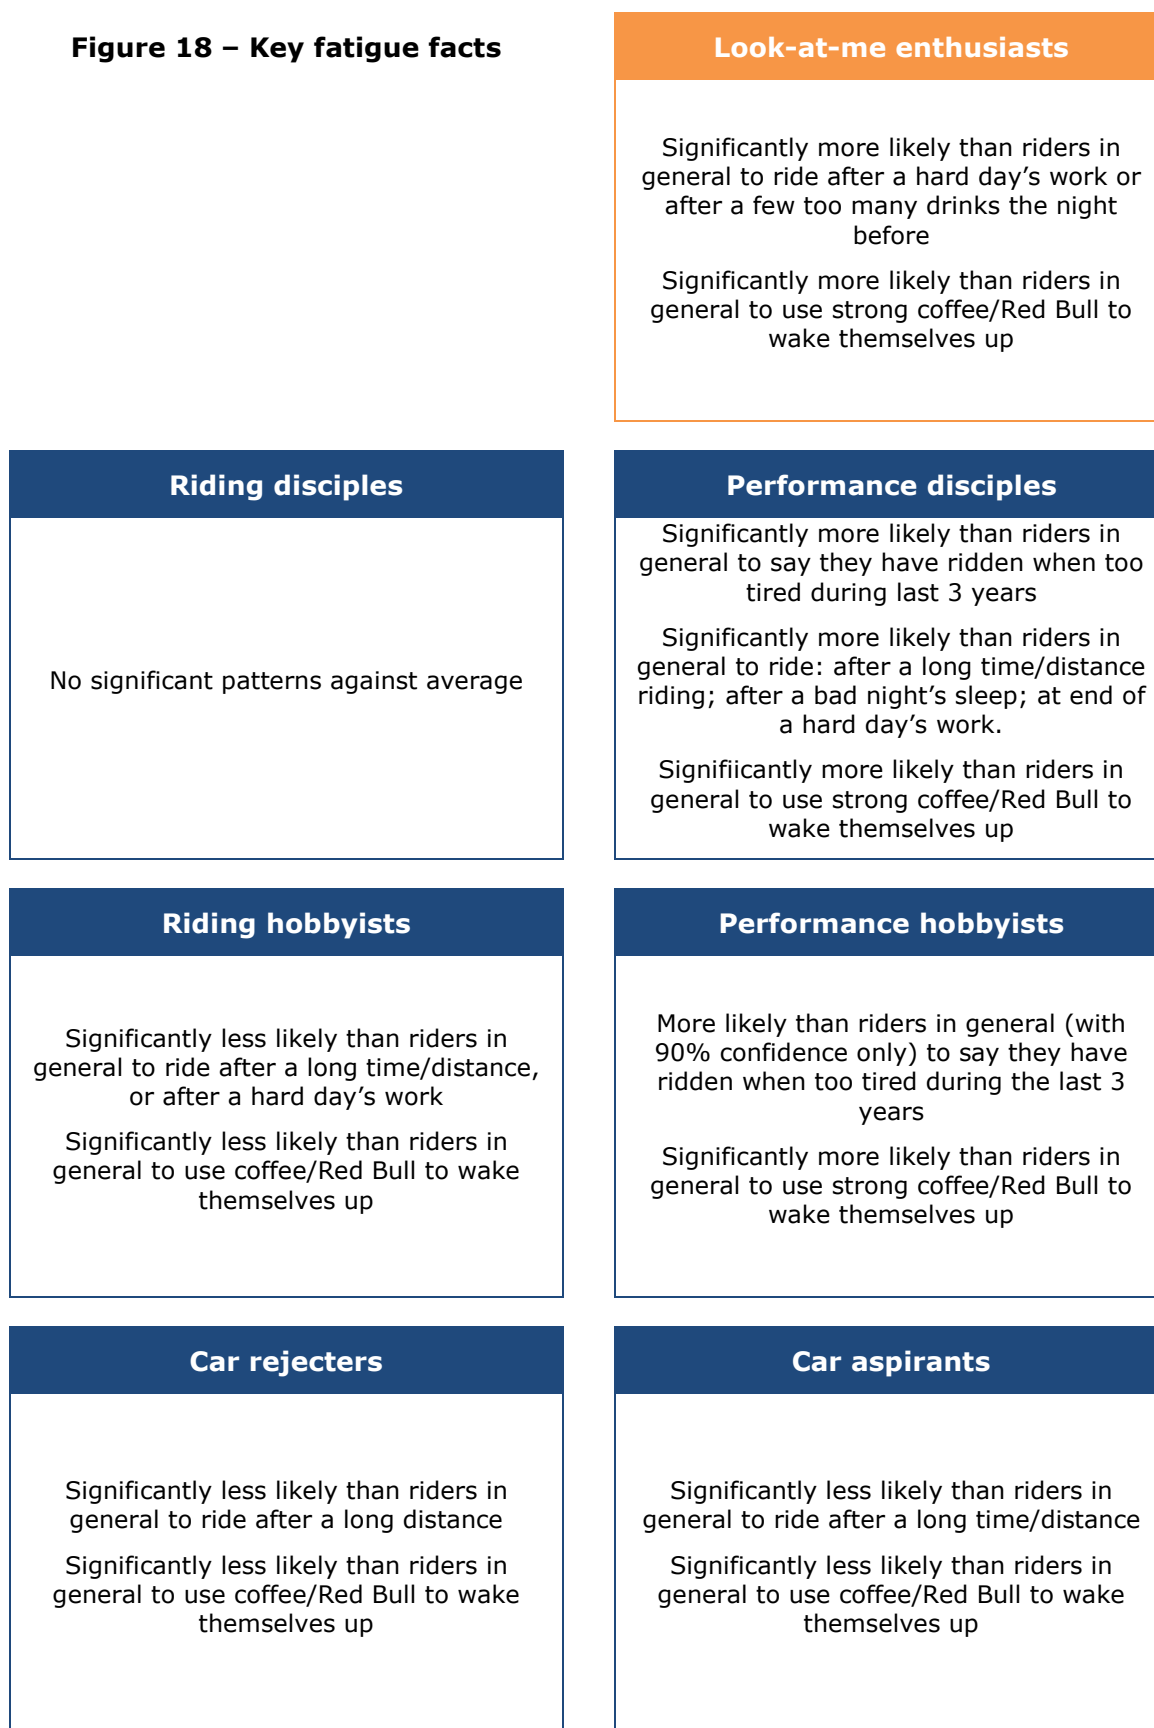 Figure 18 – Key fatigue facts
Look-at-me enthusiasts
Significantly more likely than riders in
general to ride after a hard day’s work or
after a few too many drinks the night
before
Significantly more likely than riders in
general to use strong coffee/Red Bull to
wake themselves up
Riding disciples
No significant patterns against average
Performance disciples
Significantly more likely than riders in
general to say they have ridden when too
tired during last 3 years
Significantly more likely than riders in
general to ride: after a long time/distance
riding; after a bad night’s sleep; at end of
a hard day’s work.
Signifiicantly more likely than riders in
general to use strong coffee/Red Bull to
wake themselves up
Riding hobbyists
Significantly less likely than riders in
general to ride after a long time/distance,
or after a hard day’s work
Significantly less likely than riders in
general to use coffee/Red Bull to wake
themselves up
Performance hobbyists
More likely than riders in general (with
90% confidence only) to say they have
ridden when too tired during the last 3
years
Significantly more likely than riders in
general to use strong coffee/Red Bull to
wake themselves up
Car rejecters
Significantly less likely than riders in
general to ride after a long distance
Significantly less likely than riders in
general to use coffee/Red Bull to wake
themselves up
Car aspirants
Significantly less likely than riders in
general to ride after a long time/distance
Significantly less likely than riders in
general to use coffee/Red Bull to wake
themselves up